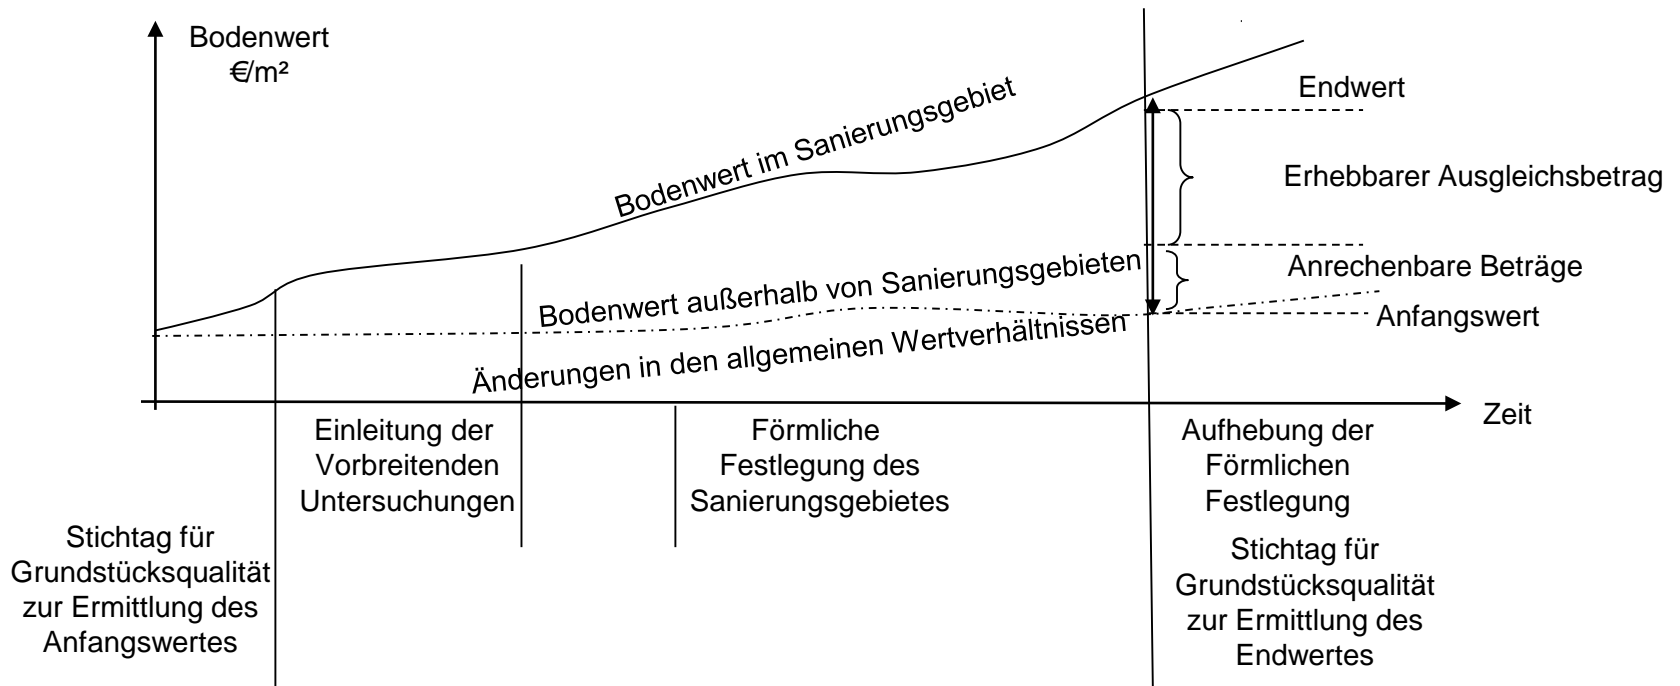 Bodenwert
€/m²
Bodenwert im Sanierungsgebiet
Endwert
Erhebbarer Ausgleichsbetrag
Bodenwert außerhalb von Sanierungsgebieten
Anrechenbare Beträge
Änderungen in den allgemeinen Wertverhältnissen
Anfangswert
Zeit
Einleitung der
Vorbreitenden
Untersuchungen
Förmliche
Festlegung des
Sanierungsgebietes
Aufhebung der
Förmlichen
Festlegung
Stichtag für
Grundstücksqualität
zur Ermittlung des
Anfangswertes
Stichtag für
Grundstücksqualität
zur Ermittlung des
Endwertes